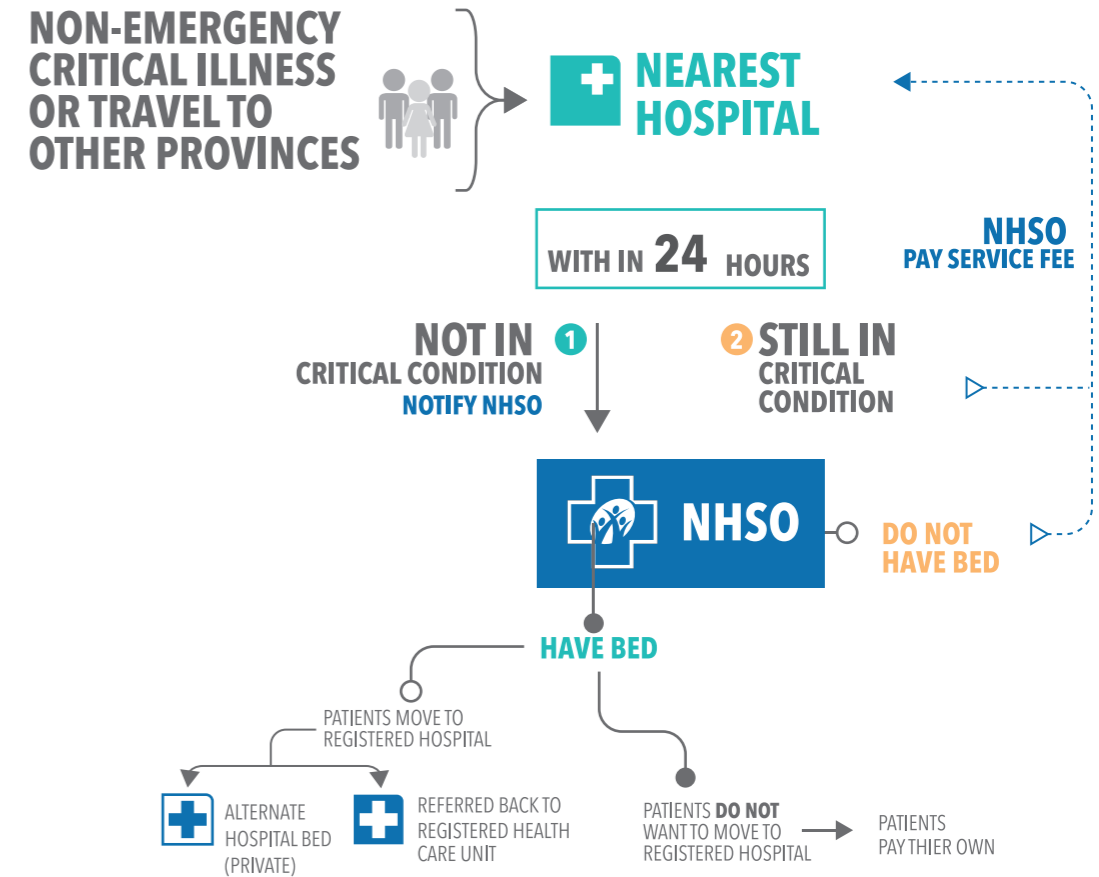 NON-EMERGENCY
CRITICAL ILLNESS
OR TRAVEL TO
OTHER PROVINCES
NEAREST
HOSPITAL
WITH IN 24 HOURS
NHSO
PAY SERVICE FEE
NOT IN
CRITICAL CONDITION
NOTIFY NHSO
1
2 STILL IN
CRITICAL
CONDITION
NHSO
DO NOT
HAVE BED
HAVE BED
PATIENTS MOVE TO
REGISTERED HOSPITAL
ALTERNATE
HOSPITAL BED
(PRIVATE)
REFERRED BACK TO
REGISTERED HEALTH
CARE UNIT
PATIENTS DO NOT
WANT TO MOVE TO
REGISTERED HOSPITAL
PATIENTS
PAY THIER OWN